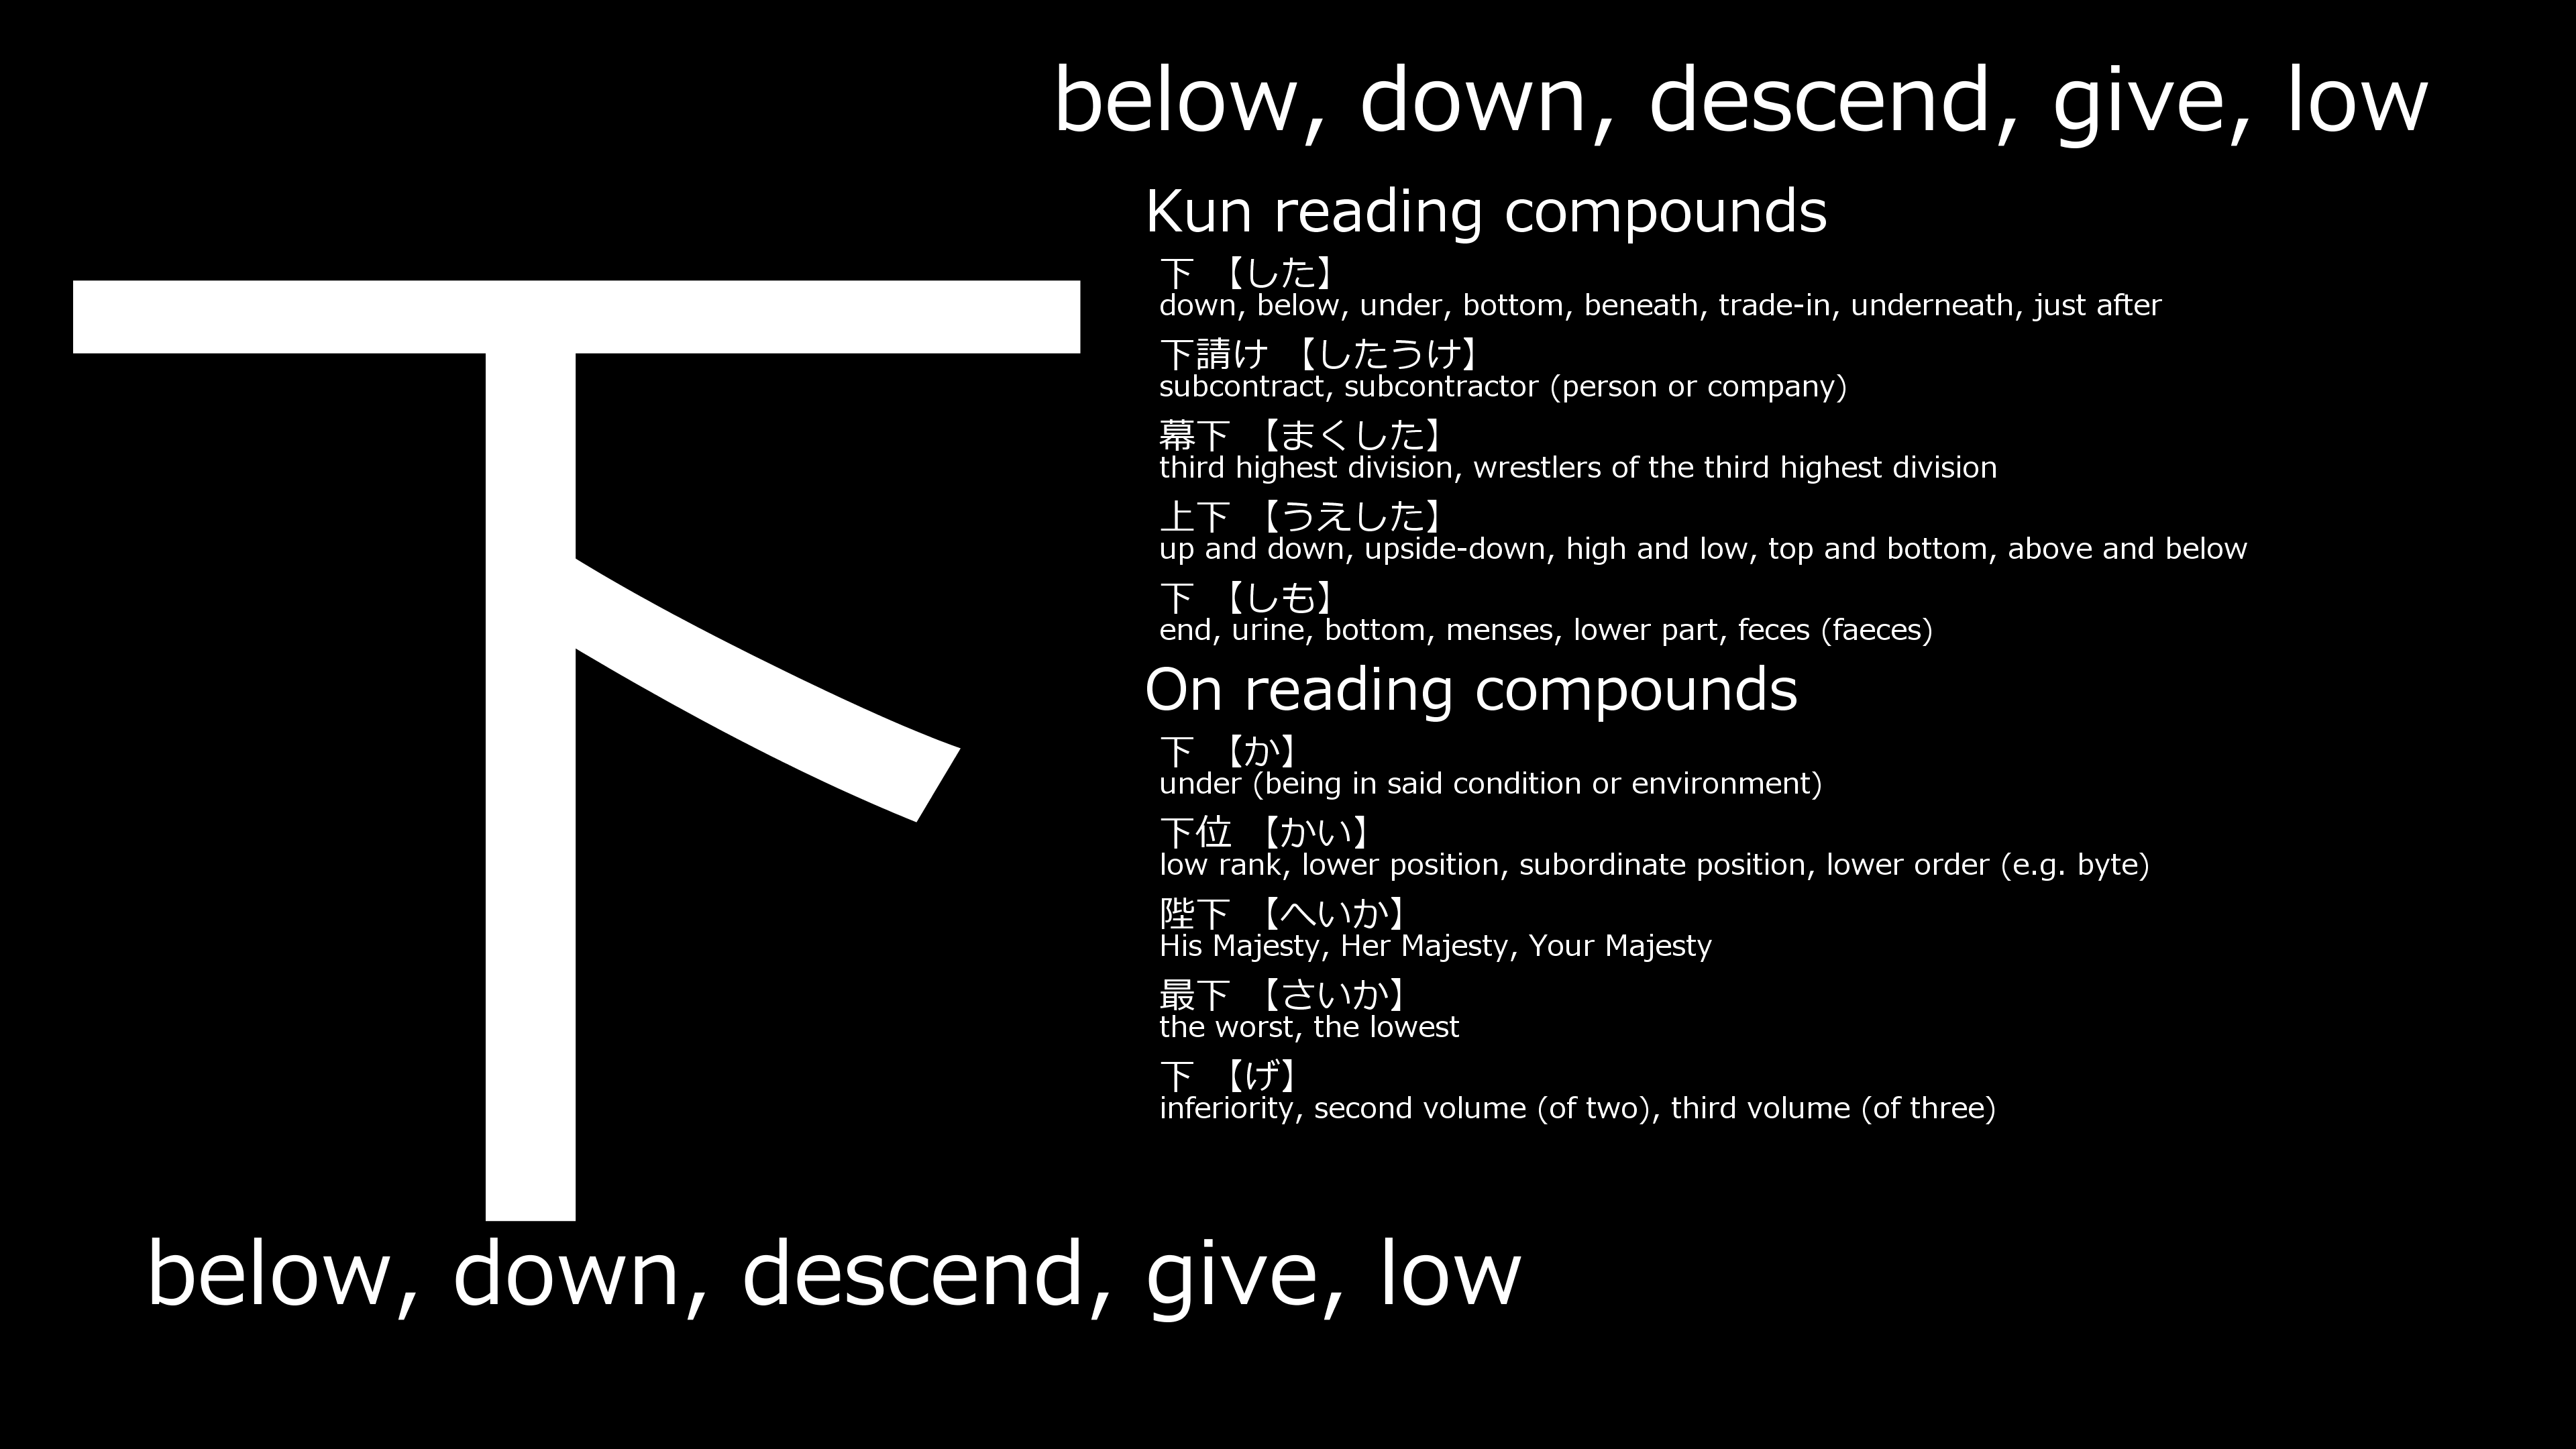 below, down, descend, give, low
下
Kun reading compounds
下 【した】
down, below, under, bottom, beneath, trade-in, underneath, just after
下請け 【したうけ】
subcontract, subcontractor (person or company)
幕下 【まくした】
third highest division, wrestlers of the third highest division
上下 【うえした】
up and down, upside-down, high and low, top and bottom, above and below
下 【しも】
end, urine, bottom, menses, lower part, feces (faeces)
On reading compounds
下 【か】
under (being in said condition or environment)
下位 【かい】
low rank, lower position, subordinate position, lower order (e.g. byte)
陛下 【へいか】
His Majesty, Her Majesty, Your Majesty
最下 【さいか】
the worst, the lowest
下 【げ】
inferiority, second volume (of two), third volume (of three)
below, down, descend, give, low